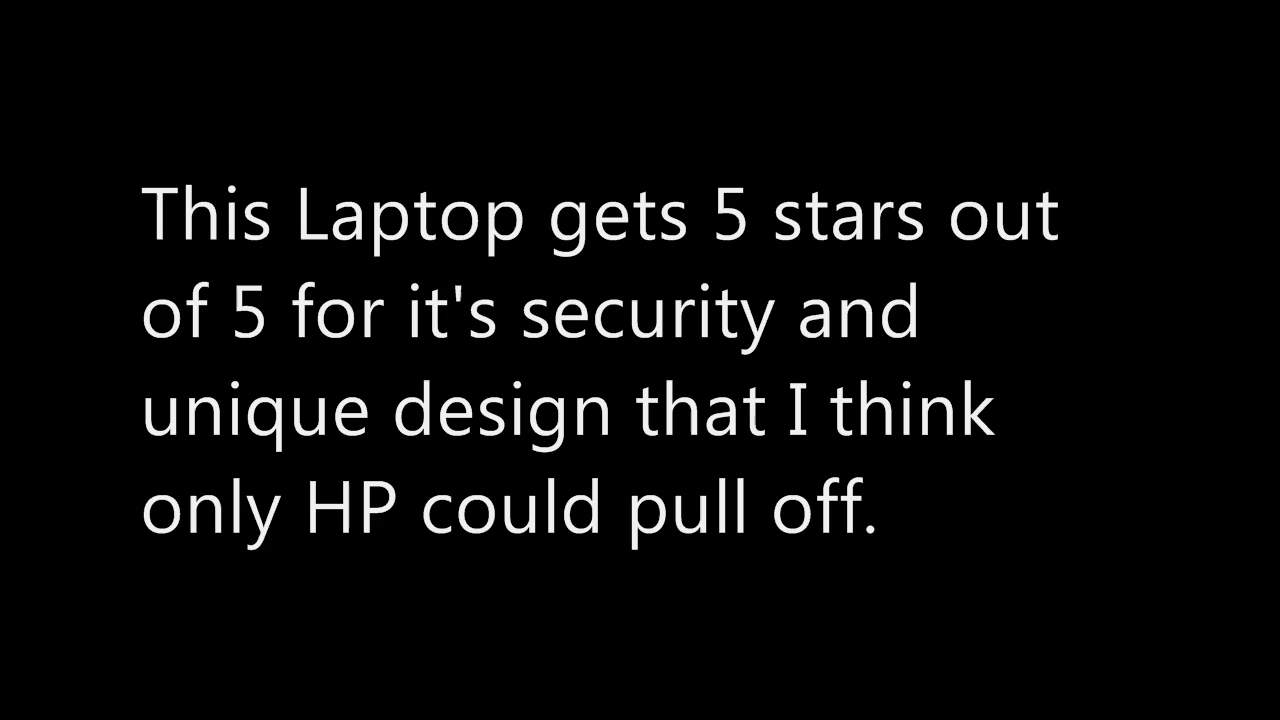 This Laptop gets 5 stars out
of 5 for it's security and
unique design that I think
only HP could pull off.